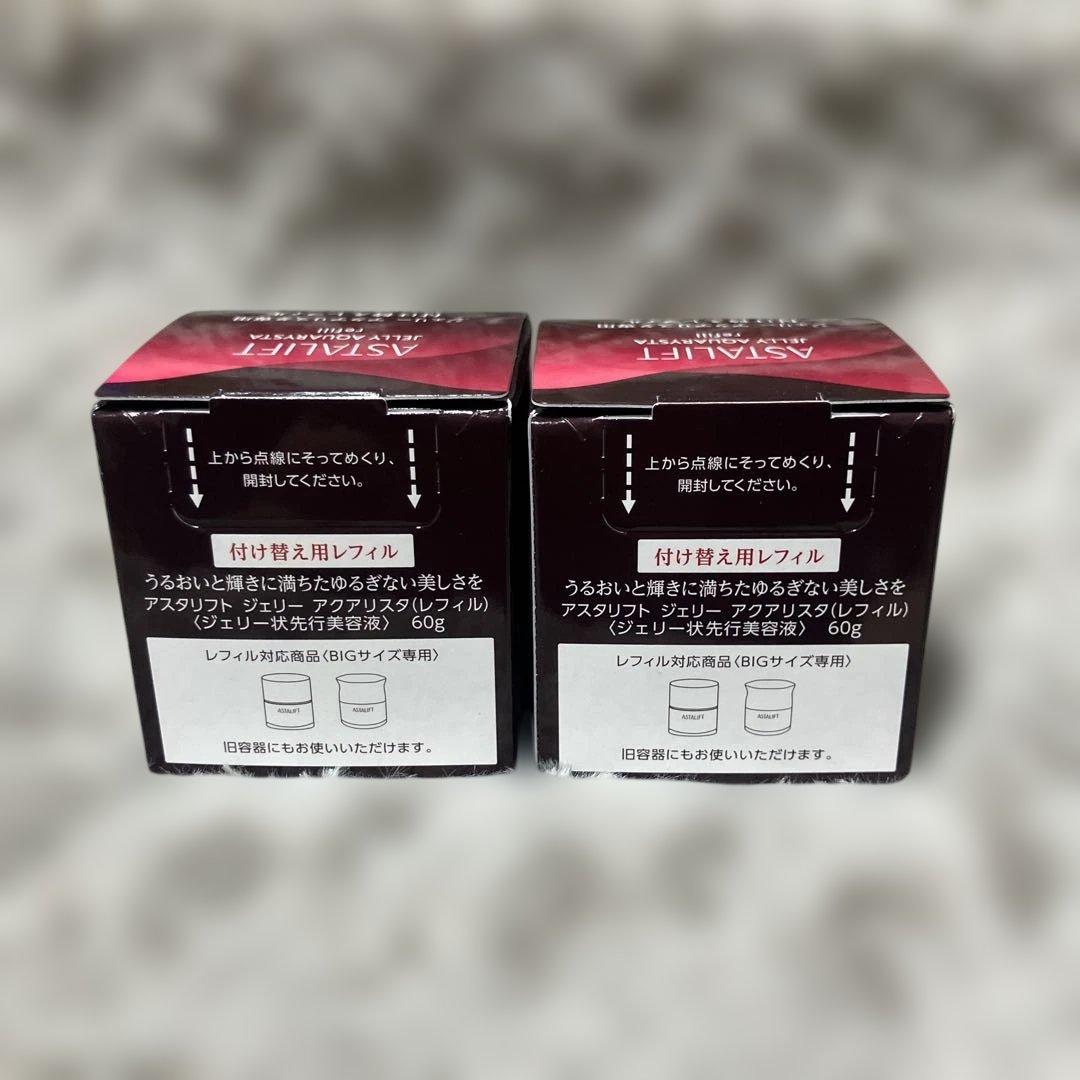 ASTALIFT
JELLY AQUARYSTA
refill
上から点線にそってめくり、
開封してください。
付け替え用レフィル
うるおいと輝きに満ちたゆるぎない美しさを
アスタリフト ジェリー アクアリスタ(レフィル)
〈ジェリー状先行美容液〉 60g
レフィル対応商品〈BIGサイズ専用〉
ASTALIFT
ASTALIFT
旧容器にもお使いいただけます。
ASTALIFT
JELLY AQUARYSTA
refill
上から点線にそってめくり、
開封してください。
付け替え用レフィル
うるおいと輝きに満ちたゆるぎない美しさを
アスタリフト ジェリー アクアリスタ(レフィル)
〈ジェリー状先行美容液〉 60g
レフィル対応商品〈BIGサイズ専用〉
ASTALIFT
ASTALIFT
旧容器にもお使いいただけます。